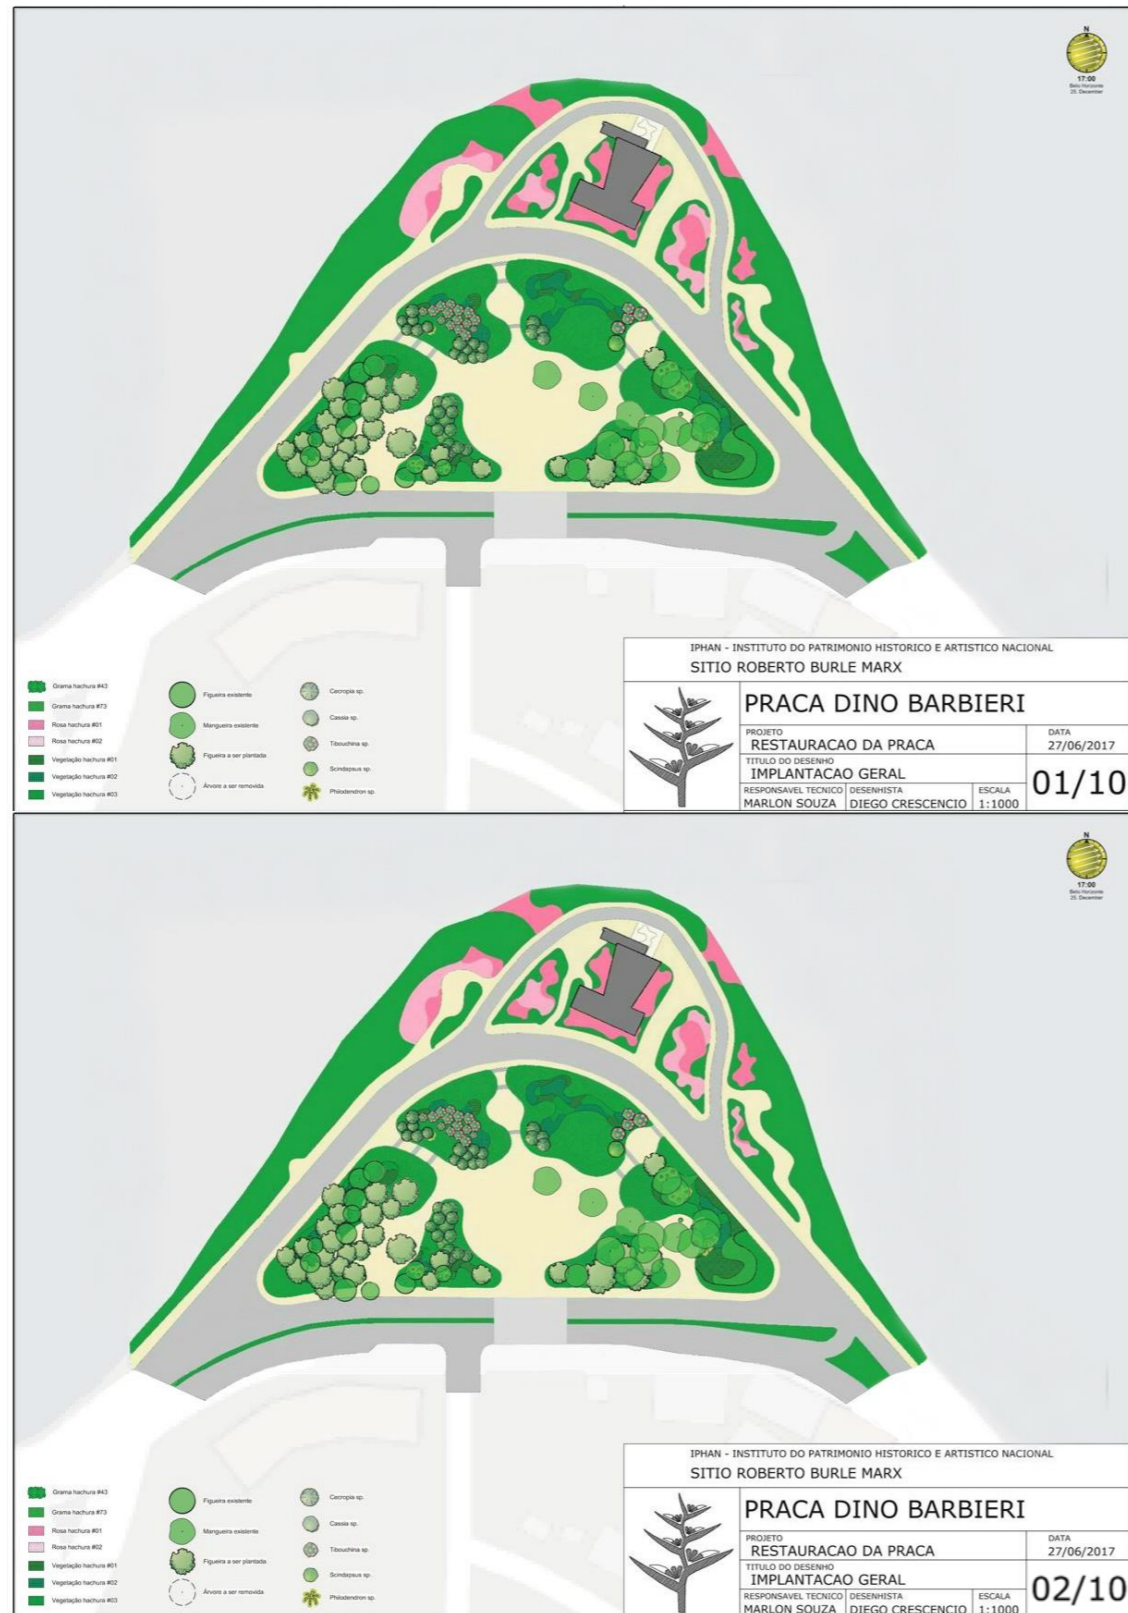 N
17:00
Belo Horizonte
25. December
IPHAN - INSTITUTO DO PATRIMONIO HISTORICO E ARTISTICO NACIONAL
SITIO ROBERTO BURLE MARX
PRACA DINO BARBIERI
PROJETO
RESTAURACAO DA PRACA
DATA
27/06/2017
TITULO DO DESENHO
IMPLANTACAO GERAL
RESPONSAVEL TECNICO
MARLON SOUZA
DESENHISTA
DIEGO CRESCENCIO
ESCALA
1:1000
01/10
Grama hachura #43
Grama hachura #73
Rosa hachura #01
Rosa hachura #02
Vegetação hachura #01
Vegetação hachura #02
Vegetação hachura #03
Figueira existente
Mangueira existente
Figueira a ser plantada
Árvore a ser removida
Cecropia sp.
Cassia sp.
Tibouchina sp.
Scindapsus sp.
Philodendron sp.
N
17:00
Belo Horizonte
25. December
IPHAN - INSTITUTO DO PATRIMONIO HISTORICO E ARTISTICO NACIONAL
SITIO ROBERTO BURLE MARX
PRACA DINO BARBIERI
PROJETO
RESTAURACAO DA PRACA
DATA
27/06/2017
TITULO DO DESENHO
IMPLANTACAO GERAL
RESPONSAVEL TECNICO
MARLON SOUZA
DESENHISTA
DIEGO CRESCENCIO
ESCALA
1:1000
02/10
Grama hachura #43
Grama hachura #73
Rosa hachura #01
Rosa hachura #02
Vegetação hachura #01
Vegetação hachura #02
Vegetação hachura #03
Figueira existente
Mangueira existente
Figueira a ser plantada
Árvore a ser removida
Cecropia sp.
Cassia sp.
Tibouchina sp.
Scindapsus sp.
Philodendron sp.